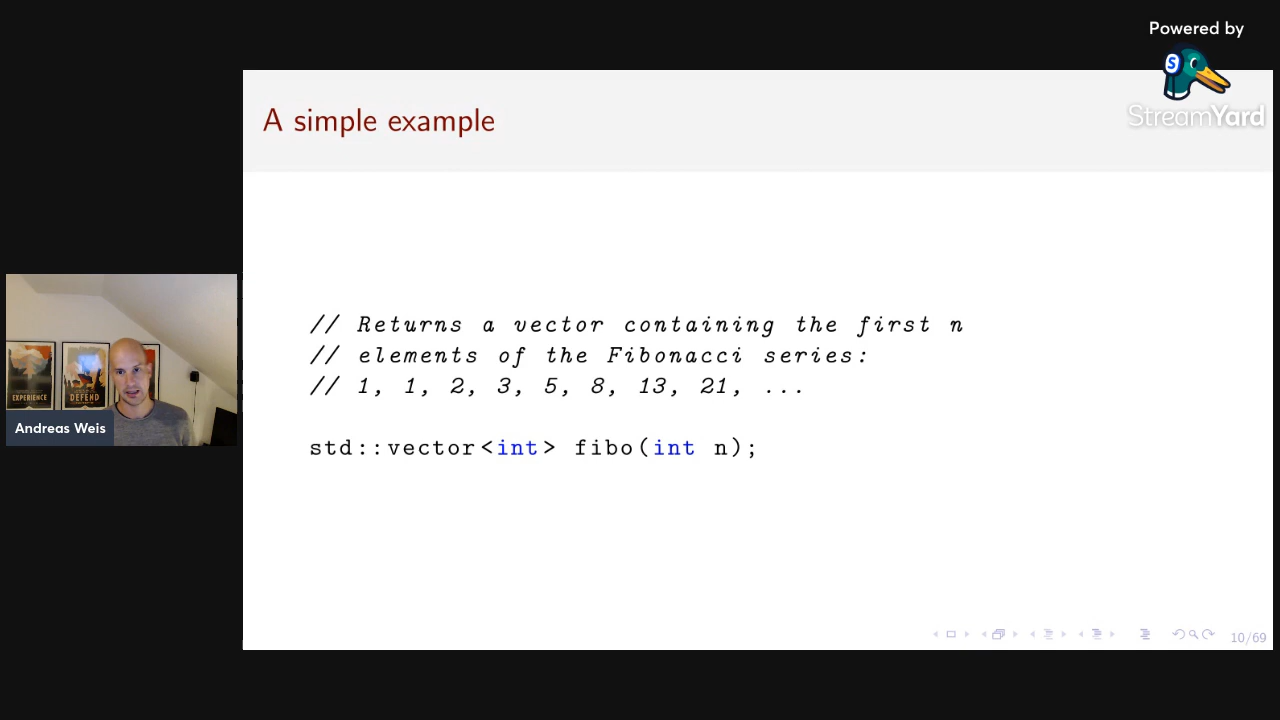 Powered by
StreamYard
A simple example
// Returns a vector containing the first n
// elements of the Fibonacci series:
// 1, 1, 2, 3, 5, 8, 13, 21, ...
std::vector<int> fibo(int n);
EXPERIENCE
DEFEND
Andreas Weis
10/69